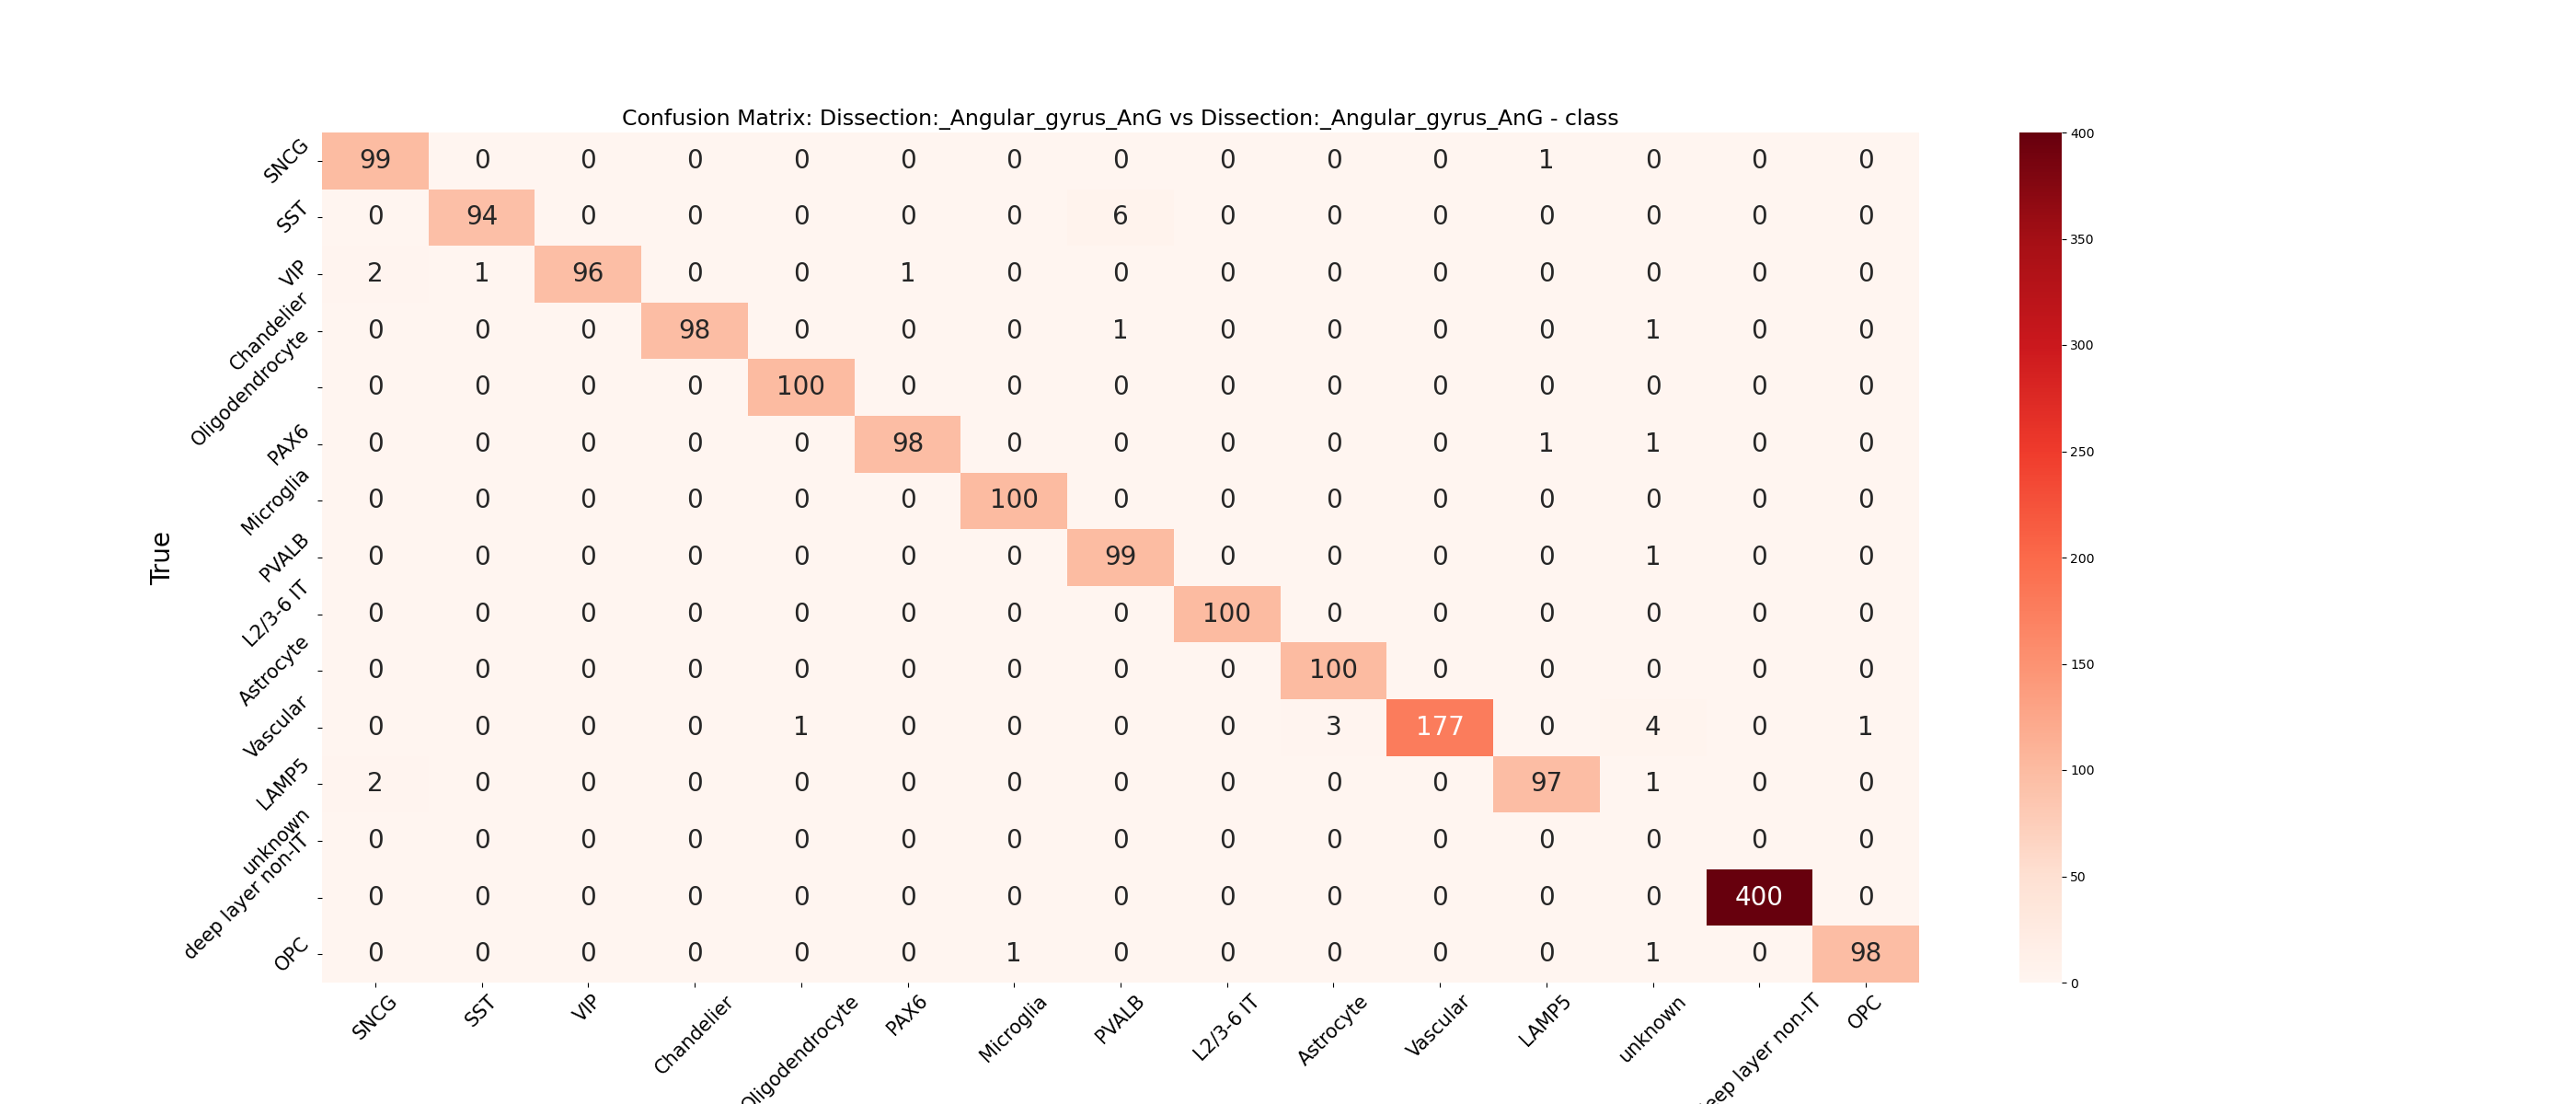 Confusion Matrix: Dissection:_Angular_gyrus_AnG vs Dissection:_Angular_gyrus_AnG - class
True
SNCG 99 0 0 0 0 0 0 0 0 0 0 1 0 0 0
SST 0 94 0 0 0 0 0 6 0 0 0 0 0 0 0
VIP 2 1 96 0 0 1 0 0 0 0 0 0 0 0 0
Chandelier 0 0 0 98 0 0 0 1 0 0 0 0 1 0 0
Oligodendrocyte 0 0 0 0 100 0 0 0 0 0 0 0 0 0 0
PAX6 0 0 0 0 0 98 0 0 0 0 0 1 1 0 0
Microglia 0 0 0 0 0 0 100 0 0 0 0 0 0 0 0
PVALB 0 0 0 0 0 0 0 99 0 0 0 0 1 0 0
L2/3-6 IT 0 0 0 0 0 0 0 0 100 0 0 0 0 0 0
Astrocyte 0 0 0 0 0 0 0 0 0 100 0 0 0 0 0
Vascular 0 0 0 0 1 0 0 0 0 3 177 0 4 0 1
LAMP5 2 0 0 0 0 0 0 0 0 0 0 97 1 0 0
unknown 0 0 0 0 0 0 0 0 0 0 0 0 0 0 0
deep layer non-IT 0 0 0 0 0 0 0 0 0 0 0 0 0 400 0
OPC 0 0 0 0 0 0 1 0 0 0 0 0 1 0 98
SNCG SST VIP Chandelier Oligodendrocyte PAX6 Microglia PVALB L2/3-6 IT Astrocyte Vascular LAMP5 unknown eep layer non-IT OPC
400
350
300
250
200
150
100
50
0